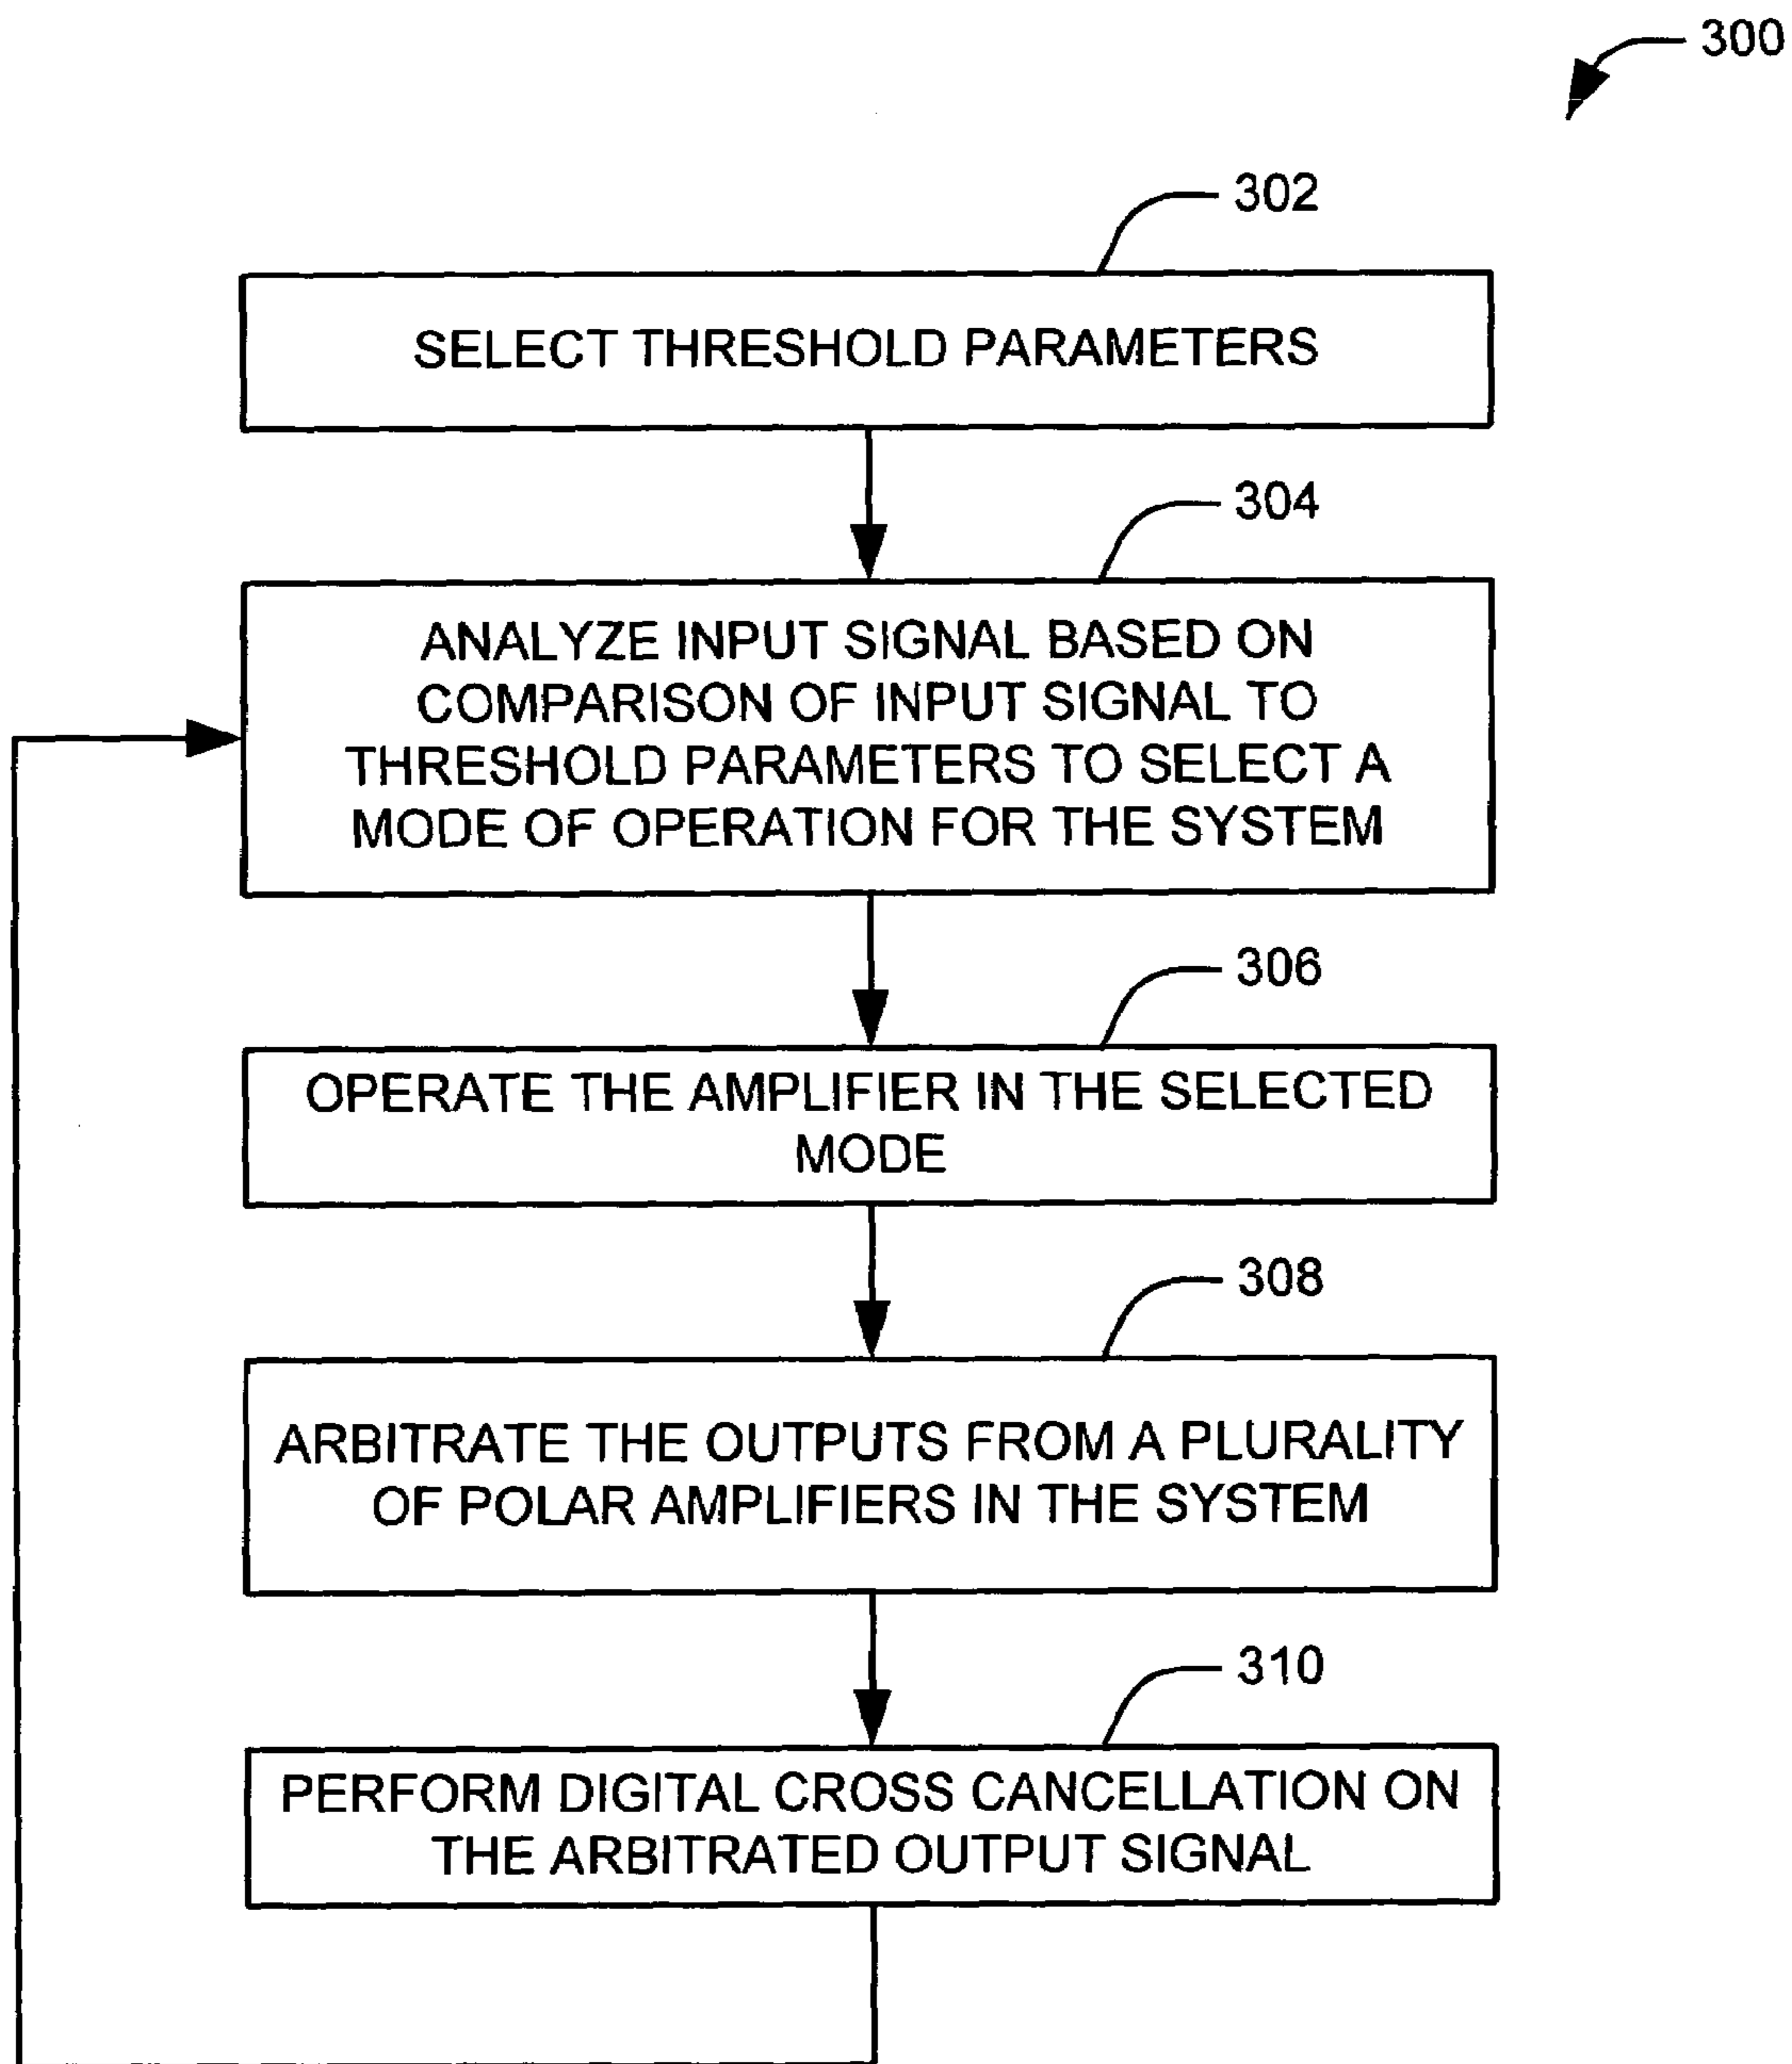 300
302
SELECT THRESHOLD PARAMETERS
304
ANALYZE INPUT SIGNAL BASED ON
COMPARISON OF INPUT SIGNAL TO
THRESHOLD PARAMETERS TO SELECT A
MODE OF OPERATION FOR THE SYSTEM
306
OPERATE THE AMPLIFIER IN THE SELECTED
MODE
308
ARBITRATE THE OUTPUTS FROM A PLURALITY
OF POLAR AMPLIFIERS IN THE SYSTEM
310
PERFORM DIGITAL CROSS CANCELLATION ON
THE ARBITRATED OUTPUT SIGNAL